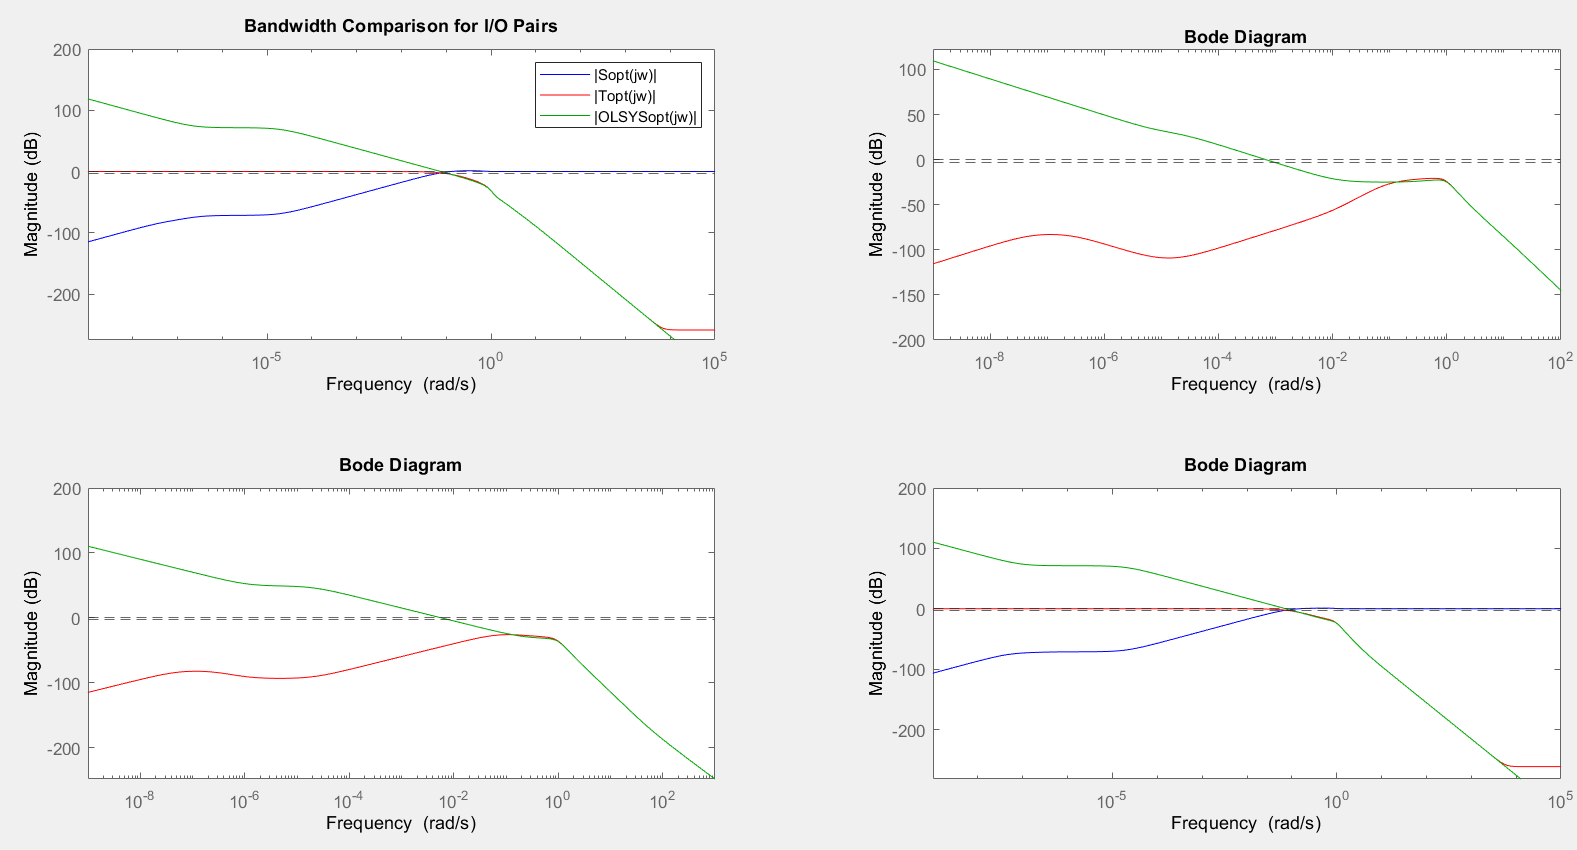 Bandwidth Comparison for I/O Pairs
200
100
0
-100
-200
Magnitude (dB)
|Sopt(jw)|
|Topt(jw)|
|OLSYSopt(jw)|
10^-5
10^0
10^5
Frequency (rad/s)
Bode Diagram
100
50
0
-50
-100
-150
-200
Magnitude (dB)
10^-8
10^-6
10^-4
10^-2
10^0
10^2
Frequency (rad/s)
Bode Diagram
200
100
0
-100
-200
Magnitude (dB)
10^-8
10^-6
10^-4
10^-2
10^0
10^2
Frequency (rad/s)
Bode Diagram
200
100
0
-100
-200
Magnitude (dB)
10^-5
10^0
10^5
Frequency (rad/s)